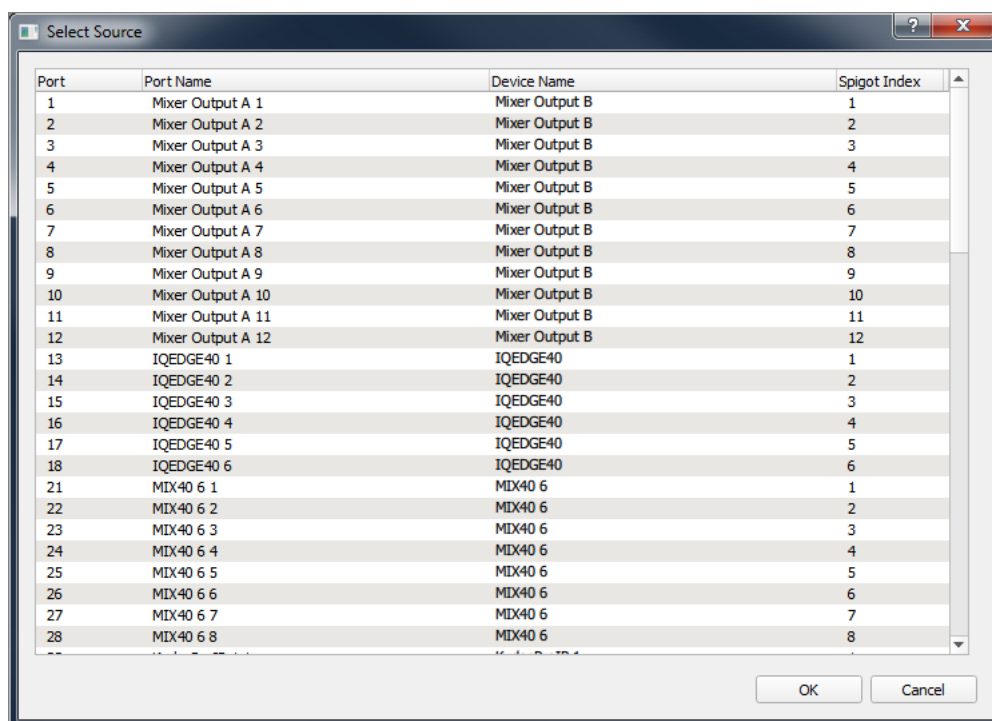 Select Source
Port Port Name Device Name Spigot Index
1 Mixer Output A 1 Mixer Output B 1
2 Mixer Output A 2 Mixer Output B 2
3 Mixer Output A 3 Mixer Output B 3
4 Mixer Output A 4 Mixer Output B 4
5 Mixer Output A 5 Mixer Output B 5
6 Mixer Output A 6 Mixer Output B 6
7 Mixer Output A 7 Mixer Output B 7
8 Mixer Output A 8 Mixer Output B 8
9 Mixer Output A 9 Mixer Output B 9
10 Mixer Output A 10 Mixer Output B 10
11 Mixer Output A 11 Mixer Output B 11
12 Mixer Output A 12 Mixer Output B 12
13 IQEDGE40 1 IQEDGE40 1
14 IQEDGE40 2 IQEDGE40 2
15 IQEDGE40 3 IQEDGE40 3
16 IQEDGE40 4 IQEDGE40 4
17 IQEDGE40 5 IQEDGE40 5
18 IQEDGE40 6 IQEDGE40 6
21 MIX40 6 1 MIX40 6 1
22 MIX40 6 2 MIX40 6 2
23 MIX40 6 3 MIX40 6 3
24 MIX40 6 4 MIX40 6 4
25 MIX40 6 5 MIX40 6 5
26 MIX40 6 6 MIX40 6 6
27 MIX40 6 7 MIX40 6 7
28 MIX40 6 8 MIX40 6 8
OK Cancel